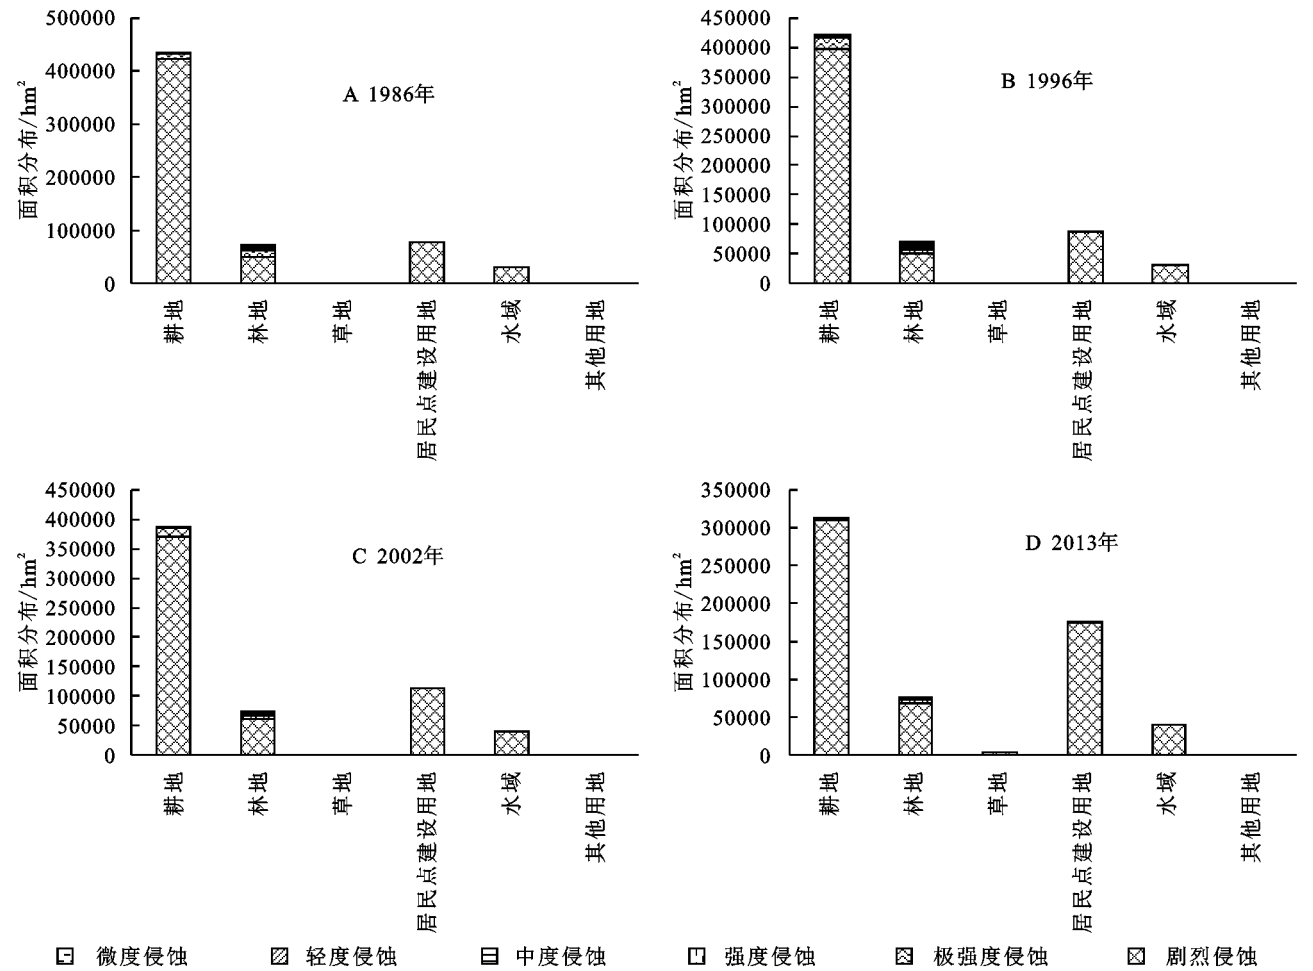 500000
400000
300000
200000
100000
0
面积分布/hm²
A 1986年
耕地
林地
草地
居民点建设用地
水域
其他用地
450000
400000
350000
300000
250000
200000
150000
100000
50000
0
面积分布/hm²
B 1996年
耕地
林地
草地
居民点建设用地
水域
其他用地
450000
400000
350000
300000
250000
200000
150000
100000
50000
0
面积分布/hm²
C 2002年
耕地
林地
草地
居民点建设用地
水域
其他用地
350000
300000
250000
200000
150000
100000
50000
0
面积分布/hm²
D 2013年
耕地
林地
草地
居民点建设用地
水域
其他用地
微度侵蚀 轻度侵蚀 中度侵蚀 强度侵蚀 极强度侵蚀 剧烈侵蚀